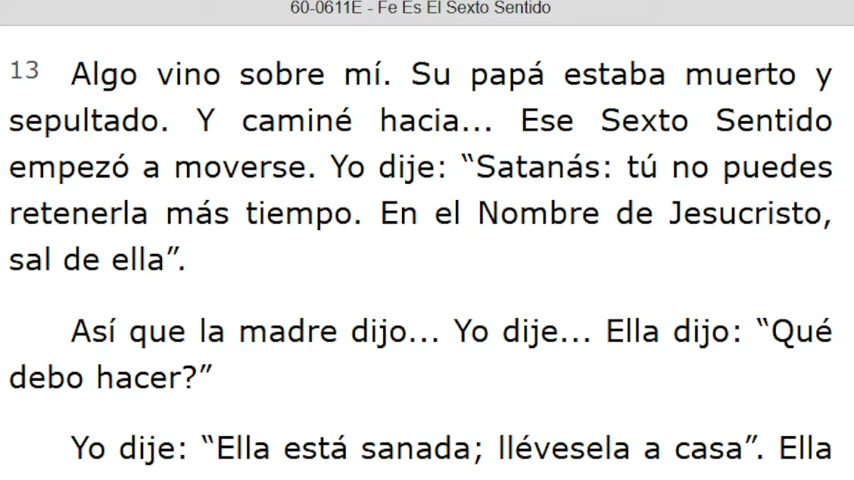 60-0611E - Fe Es El Sexto Sentido
13 Algo vino sobre mí. Su papá estaba muerto y
sepultado. Y caminé hacia... Ese Sexto Sentido
empezó a moverse. Yo dije: “Satanás: tú no puedes
retenerla más tiempo. En el Nombre de Jesucristo,
sal de ella”.
Así que la madre dijo... Yo dije... Ella dijo: “Qué
debo hacer?”
Yo dije: “Ella está sanada; llévesela a casa”. Ella